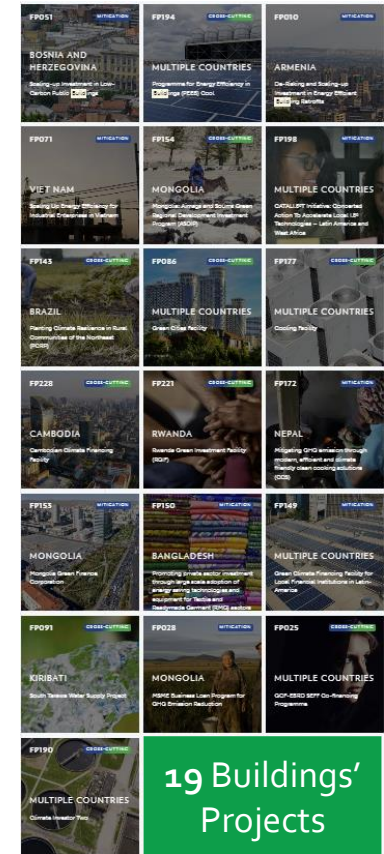 FP051 MITIGATION
BOSNIA AND
HERZEGOVINA
Scaling-up Investment in Low-
Carbon Public Buildings
FP194 CROSS-CUTTING
MULTIPLE COUNTRIES
Programme for Energy Efficiency in
Buildings (PEEB) Cool
FP010 MITIGATION
ARMENIA
De-Risking and Scaling-up
Investment in Energy Efficient
Building Retrofits
FP071 MITIGATION
VIET NAM
Scaling Up Energy Efficiency for
Industrial Enterprises in Vietnam
FP154 CROSS-CUTTING
MONGOLIA
Mongolia: Aimags and Soums Green
Regional Development Investment
Program (ASDIP)
FP198 MITIGATION
MULTIPLE COUNTRIES
CATALI.5°T Initiative: Concerted
Action To Accelerate Local I.5°
Technologies – Latin America and
West Africa
FP143 CROSS-CUTTING
BRAZIL
Planting Climate Resilience in Rural
Communities of the Northeast
(PCRP)
FP086 CROSS-CUTTING
MULTIPLE COUNTRIES
Green Cities Facility
FP177 CROSS-CUTTING
MULTIPLE COUNTRIES
Cooling Facility
FP228 CROSS-CUTTING
CAMBODIA
Cambodian Climate Financing
Facility
FP221 CROSS-CUTTING
RWANDA
Rwanda Green Investment Facility
(RGIF)
FP172 MITIGATION
NEPAL
Mitigating GHG emission through
modern, efficient and climate
friendly clean cooking solutions
(CCS)
FP153 MITIGATION
MONGOLIA
Mongolia Green Finance
Corporation
FP150 MITIGATION
BANGLADESH
Promoting private sector investment
through large scale adoption of
energy saving technologies and
equipment for Textile and
Readymade Garment (RMG) sectors
FP149 MITIGATION
MULTIPLE COUNTRIES
Green Climate Financing Facility for
Local Financial Institutions in Latin-
America
FP091 CROSS-CUTTING
KIRIBATI
South Tarawa Water Supply Project
FP028 MITIGATION
MONGOLIA
MSME Business Loan Program for
GHG Emission Reduction
FP025 CROSS-CUTTING
MULTIPLE COUNTRIES
GCF-EBRD SEFF Co-financing
Programme
FP190 CROSS-CUTTING
MULTIPLE COUNTRIES
Climate Investor Two
19 Buildings'
Projects